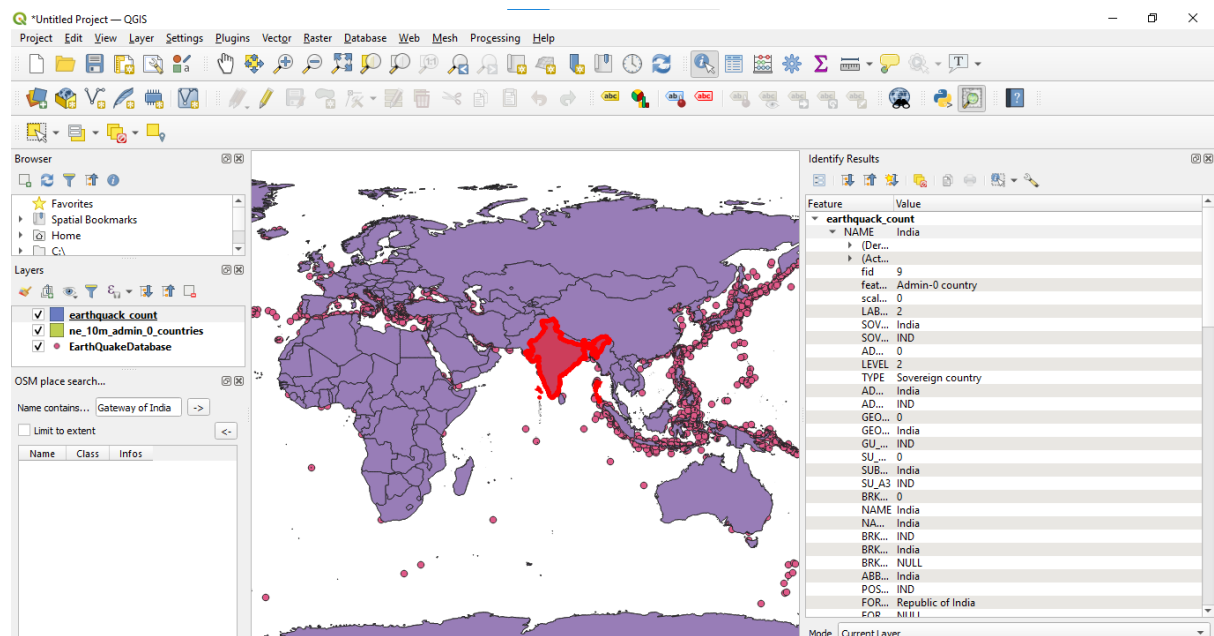 *Untitled Project — QGIS
Project Edit View Layer Settings Plugins Vector Raster Database Web Mesh Processing Help
Browser
Favorites
Spatial Bookmarks
Home
C:\
Layers
earthquack_count
ne_10m_admin_0_countries
EarthQuakeDatabase
OSM place search...
Name contains... Gateway of India ->
Limit to extent <-
Name Class Infos
Identify Results
Feature Value
earthquack_count
NAME India
(Der...
(Act...
fid 9
feat... Admin-0 country
scal... 0
LAB... 2
SOV... India
SOV... IND
AD... 0
LEVEL 2
TYPE Sovereign country
AD... India
AD... IND
GEO... 0
GEO... India
GU_... IND
SU_... 0
SUB... India
SU_A3 IND
BRK... 0
NAME India
NA... India
BRK... IND
BRK... India
BRK... NULL
ABB... India
POS... IND
FOR... Republic of India
FOR NULL
Mode Current Layer